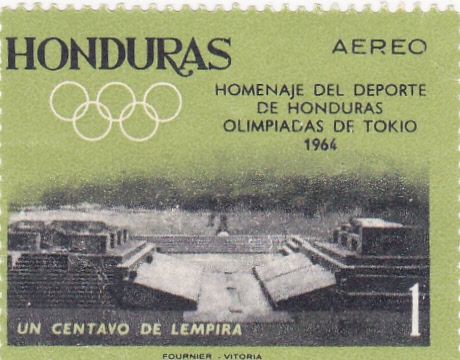 HONDURAS
AEREO
HOMENAJE DEL DEPORTE
DE HONDURAS
OLIMPIADAS DE TOKIO
1964
UN CENTAVO DE LEMPIRA
1
FOURNIER - VITORIA